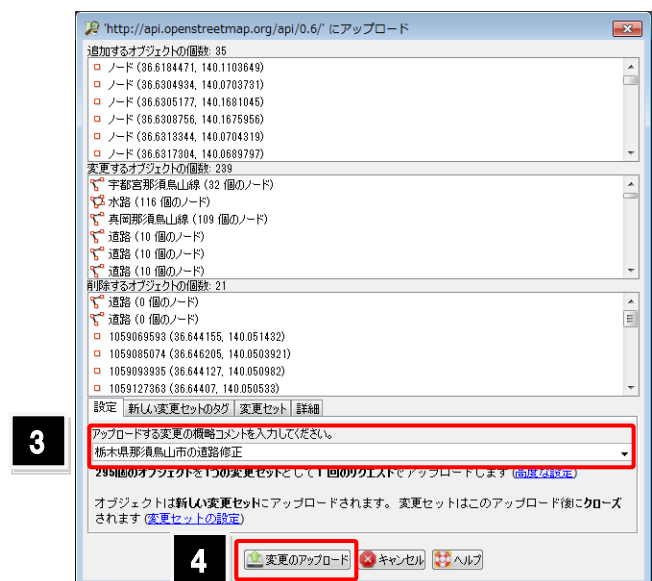 'http://api.openstreetmap.org/api/0.6/' にアップロード
追加するオブジェクトの個数: 35
ノード (36.6184471, 140.1103649)
ノード (36.6304934, 140.0703731)
ノード (36.6305177, 140.1681045)
ノード (36.6308756, 140.1675956)
ノード (36.6313344, 140.0704319)
ノード (36.6317304, 140.0689797)
変更するオブジェクトの個数: 239
宇都宮那須烏山線 (32 個のノード)
水路 (116 個のノード)
真岡那須烏山線 (109 個のノード)
道路 (10 個のノード)
道路 (10 個のノード)
道路 (10 個のノード)
削除するオブジェクトの個数: 21
道路 (0 個のノード)
道路 (0 個のノード)
1059069593 (36.644155, 140.051432)
1059085074 (36.646205, 140.0503921)
1059093935 (36.644127, 140.050982)
1059127363 (36.64407, 140.050533)
設定 新しい変更セットのタグ 変更セット 詳細
3
アップロードする変更の概略コメントを入力してください。
栃木県那須烏山市の道路修正
295個のオブジェクトを1つの変更セットとして1 回のリクエストでアップロードします (高度な設定)
オブジェクトは新しい変更セットにアップロードされます。 変更セットはこのアップロード後にクローズ
されます (変更セットの設定)
4
変更のアップロード キャンセル ヘルプ